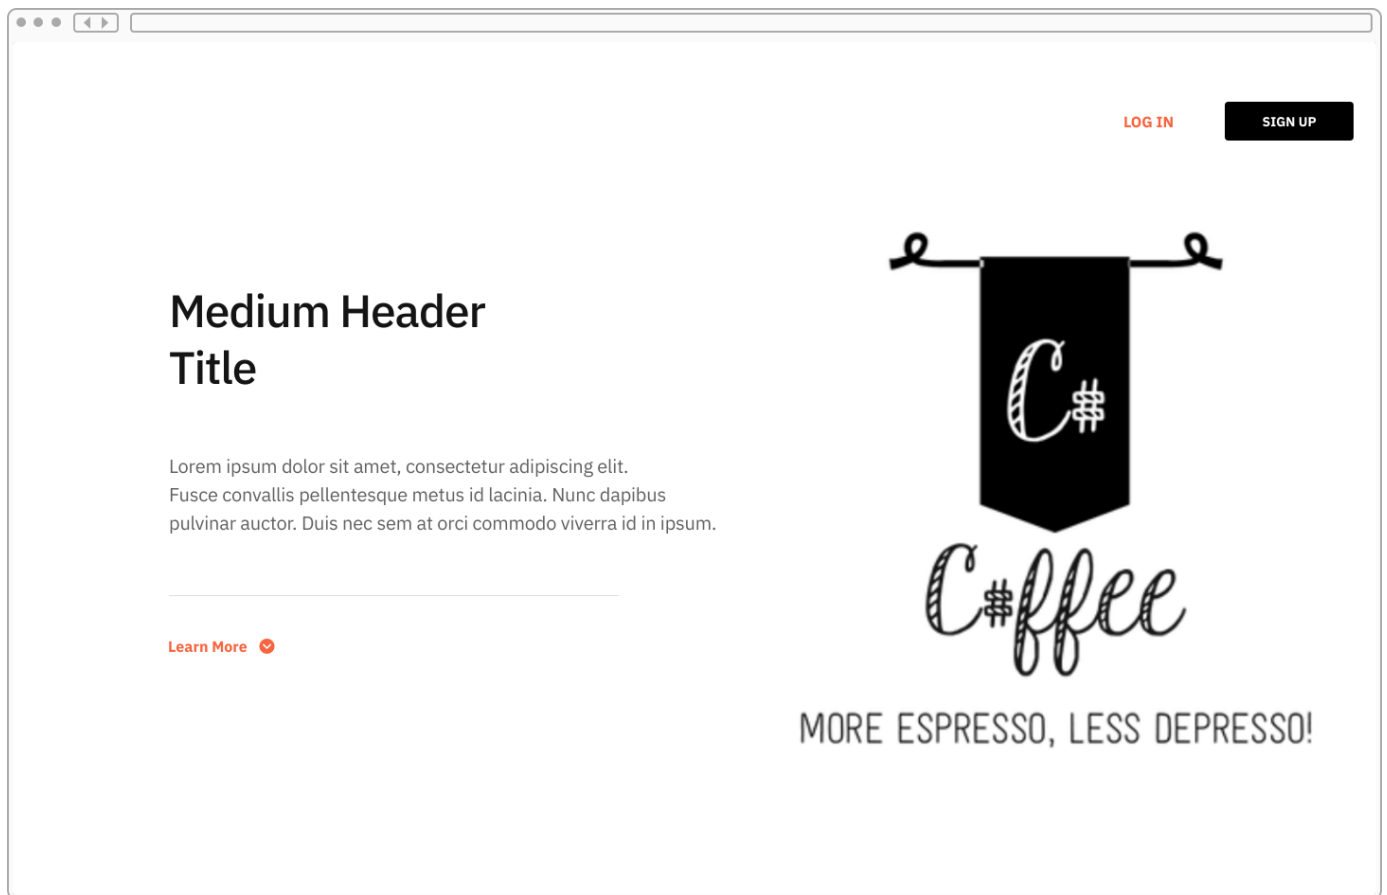 LOG IN
SIGN UP
Medium Header
Title
Lorem ipsum dolor sit amet, consectetur adipiscing elit.
Fusce convallis pellentesque metus id lacinia. Nunc dapibus
pulvinar auctor. Duis nec sem at orci commodo viverra id in ipsum.
Learn More
C#
C#ffee
MORE ESPRESSO, LESS DEPRESSO!